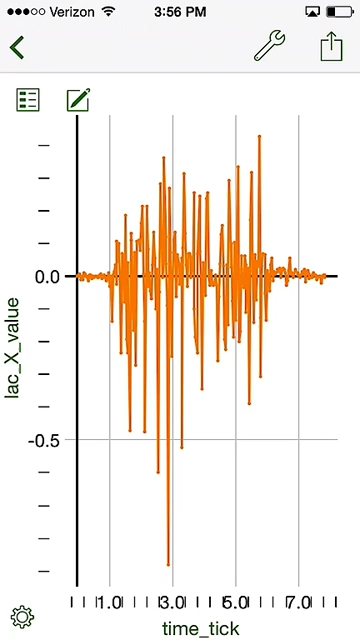 Verizon 3:56 PM
0.0
-0.5
lac_X_value
1.0 3.0 5.0 7.0
time_tick